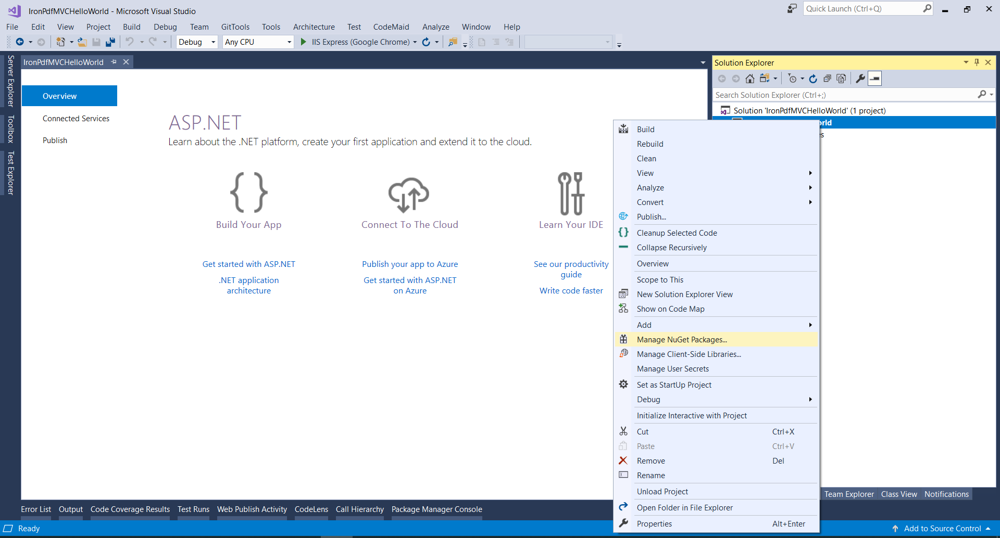 IronPdfMVCHelloWorld - Microsoft Visual Studio
Quick Launch (Ctrl+Q)
File Edit View Project Build Debug Team GitTools Tools Architecture Test CodeMaid Analyze Window Help
Debug Any CPU IIS Express (Google Chrome)
Server Explorer
Toolbox
Test Explorer
IronPdfMVCHelloWorld
Overview
Connected Services
Publish
ASP.NET
Learn about the .NET platform, create your first application and extend it to the cloud.
Build Your App
Get started with ASP.NET
.NET application
architecture
Connect To The Cloud
Publish your app to Azure
Get started with ASP.NET
on Azure
Learn Your IDE
See our productivity
guide
Write code faster
Solution Explorer
Search Solution Explorer (Ctrl+;)
Solution 'IronPdfMVCHelloWorld' (1 project)
Build
Rebuild
Clean
View
Analyze
Convert
Publish...
Cleanup Selected Code
Collapse Recursively
Overview
Scope to This
New Solution Explorer View
Show on Code Map
Add
Manage NuGet Packages...
Manage Client-Side Libraries...
Manage User Secrets
Set as StartUp Project
Debug
Initialize Interactive with Project
Cut Ctrl+X
Paste Ctrl+V
Remove Del
Rename
Unload Project
Open Folder in File Explorer
Properties Alt+Enter
Team Explorer Class View Notifications
Error List Output Code Coverage Results Test Runs Web Publish Activity CodeLens Call Hierarchy Package Manager Console
Ready
Add to Source Control